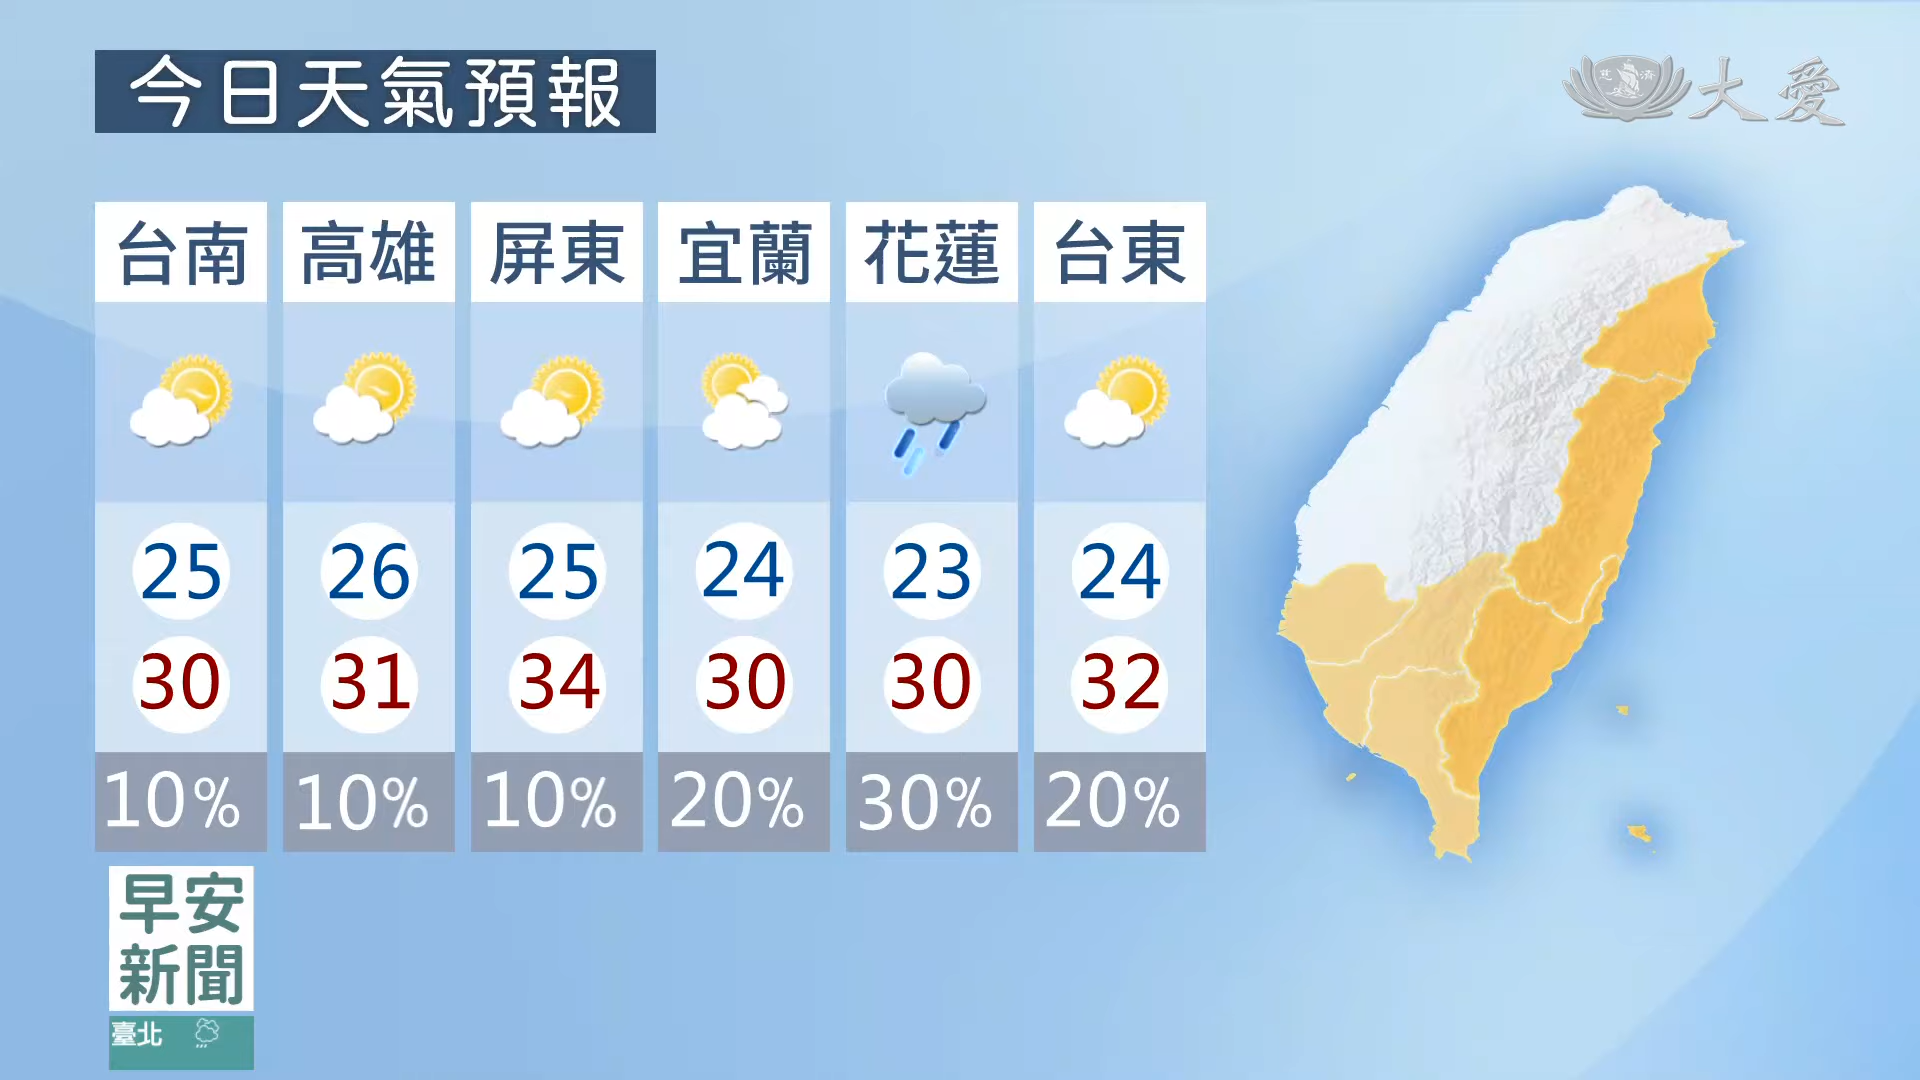 今日天氣預報
慈濟
大愛
台南 高雄 屏東 宜蘭 花蓮 台東
25 26 25 24 23 24
30 31 34 30 30 32
10% 10% 10% 20% 30% 20%
早安
新聞
臺北